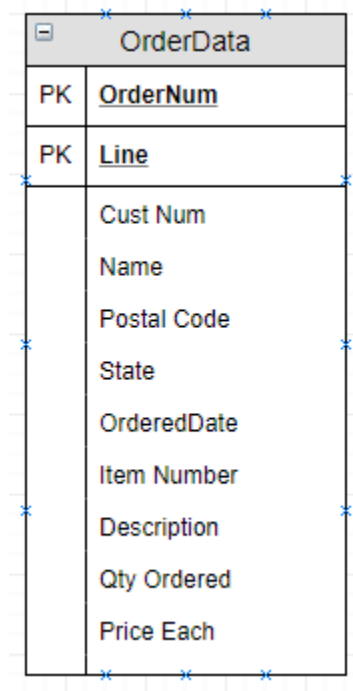 OrderData
PK OrderNum
PK Line
Cust Num
Name
Postal Code
State
OrderedDate
Item Number
Description
Qty Ordered
Price Each